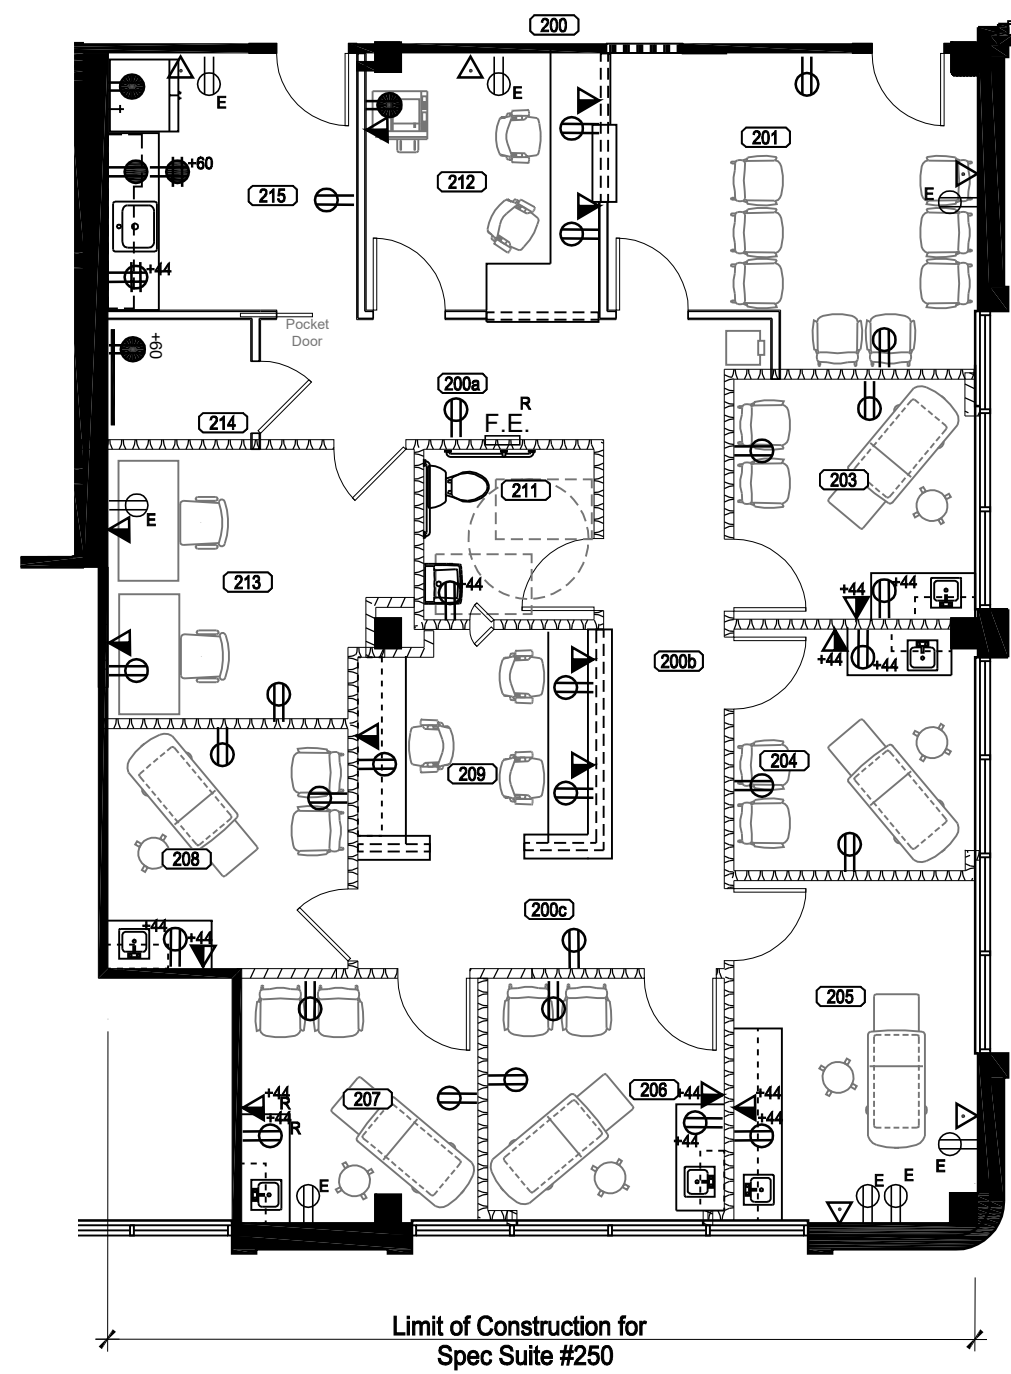 200
E
E
201
+60
212
215
E
+44
Pocket
Door
+60
200a
R
F.E.
214
203
211
E
213
+44
+44
+44
200b
+44
+44
209
204
208
200c
+44
+44
205
207
206
+44
R
+44
R
+44
+44
+44
+44
E
E
E
E
Limit of Construction for
Spec Suite #250